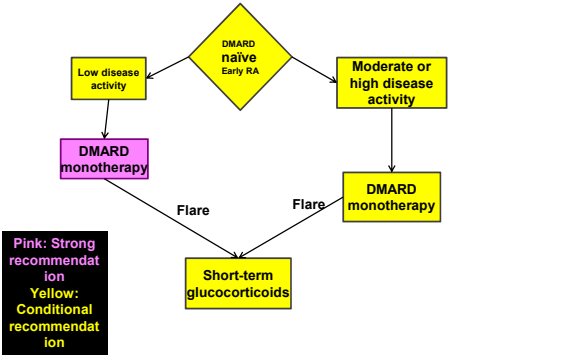 DMARD
naïve
Early RA
Low disease
activity
Moderate or
high disease
activity
DMARD
monotherapy
DMARD
monotherapy
Flare
Flare
Short-term
glucocorticoids
Pink: Strong
recommendat
ion
Yellow:
Conditional
recommendat
ion